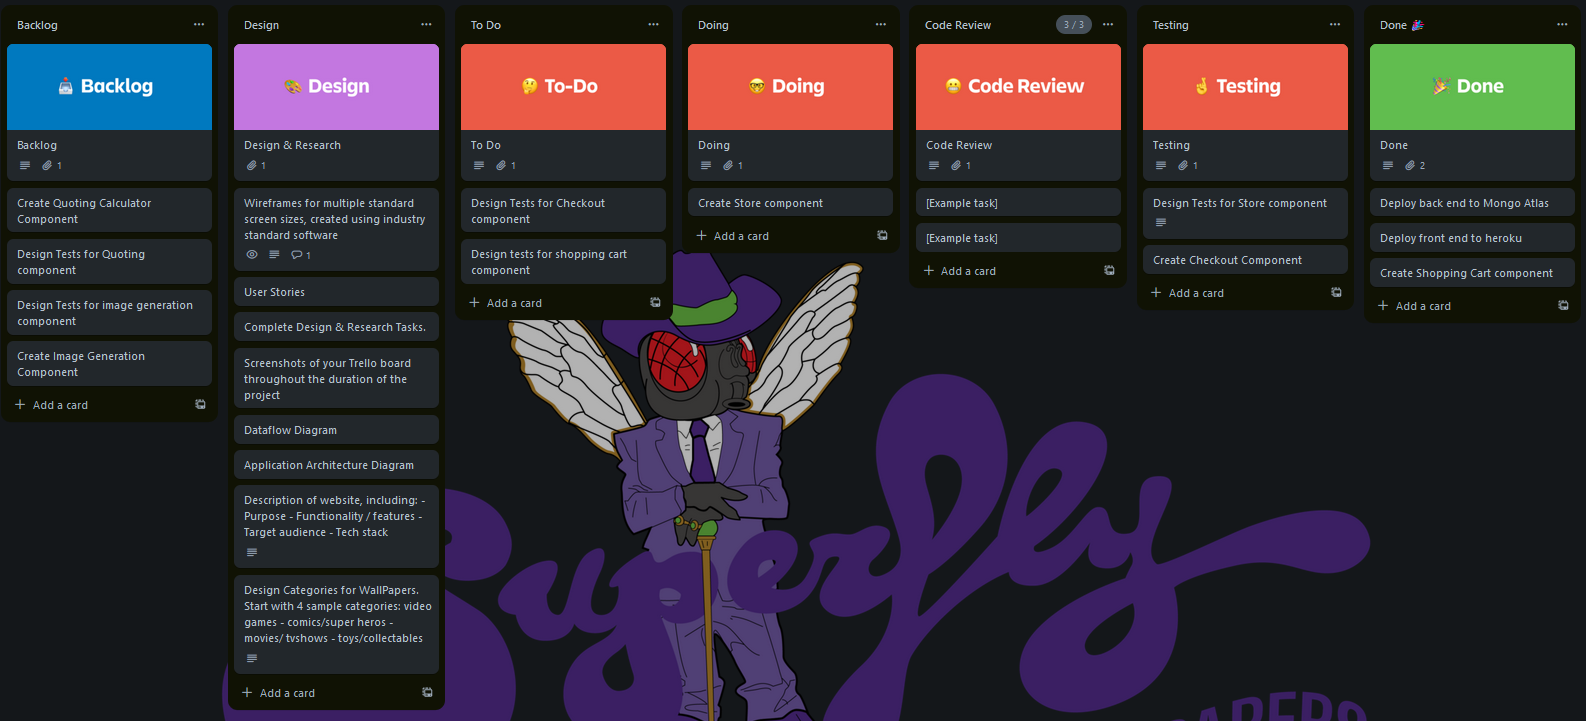 Backlog
Backlog
Backlog
1
Create Quoting Calculator
Component
Design Tests for Quoting
component
Design Tests for image generation
component
Create Image Generation
Component
+ Add a card
Design
Design
Design & Research
1
Wireframes for multiple standard
screen sizes, created using industry
standard software
1
User Stories
Complete Design & Research Tasks.
Screenshots of your Trello board
throughout the duration of the
project
Dataflow Diagram
Application Architecture Diagram
Description of website, including: -
Purpose - Functionality / features -
Target audience - Tech stack
Design Categories for WallPapers.
Start with 4 sample categories: video
games - comics/super heros -
movies/ tvshows - toys/collectables
+ Add a card
To Do
To-Do
To Do
1
Design Tests for Checkout
component
Design tests for shopping cart
component
+ Add a card
Doing
Doing
Doing
1
Create Store component
+ Add a card
Code Review
3 / 3
Code Review
Code Review
1
[Example task]
[Example task]
+ Add a card
Testing
Testing
Testing
1
Design Tests for Store component
Create Checkout Component
+ Add a card
Done 🎉
Done
Done
2
Deploy back end to Mongo Atlas
Deploy front end to heroku
Create Shopping Cart component
+ Add a card
Superfly